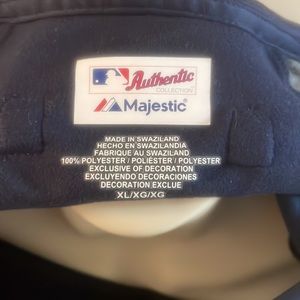 Authentic
COLLECTION
Majestic®
MADE IN SWAZILAND
HECHO EN SWAZILANDIA
FABRIQUE AU SWAZILAND
100% POLYESTER / POLIÉSTER / POLYESTER
EXCLUSIVE OF DECORATION
EXCLUYENDO DECORACIONES
DECORATION EXCLUE
XL/XG/XG